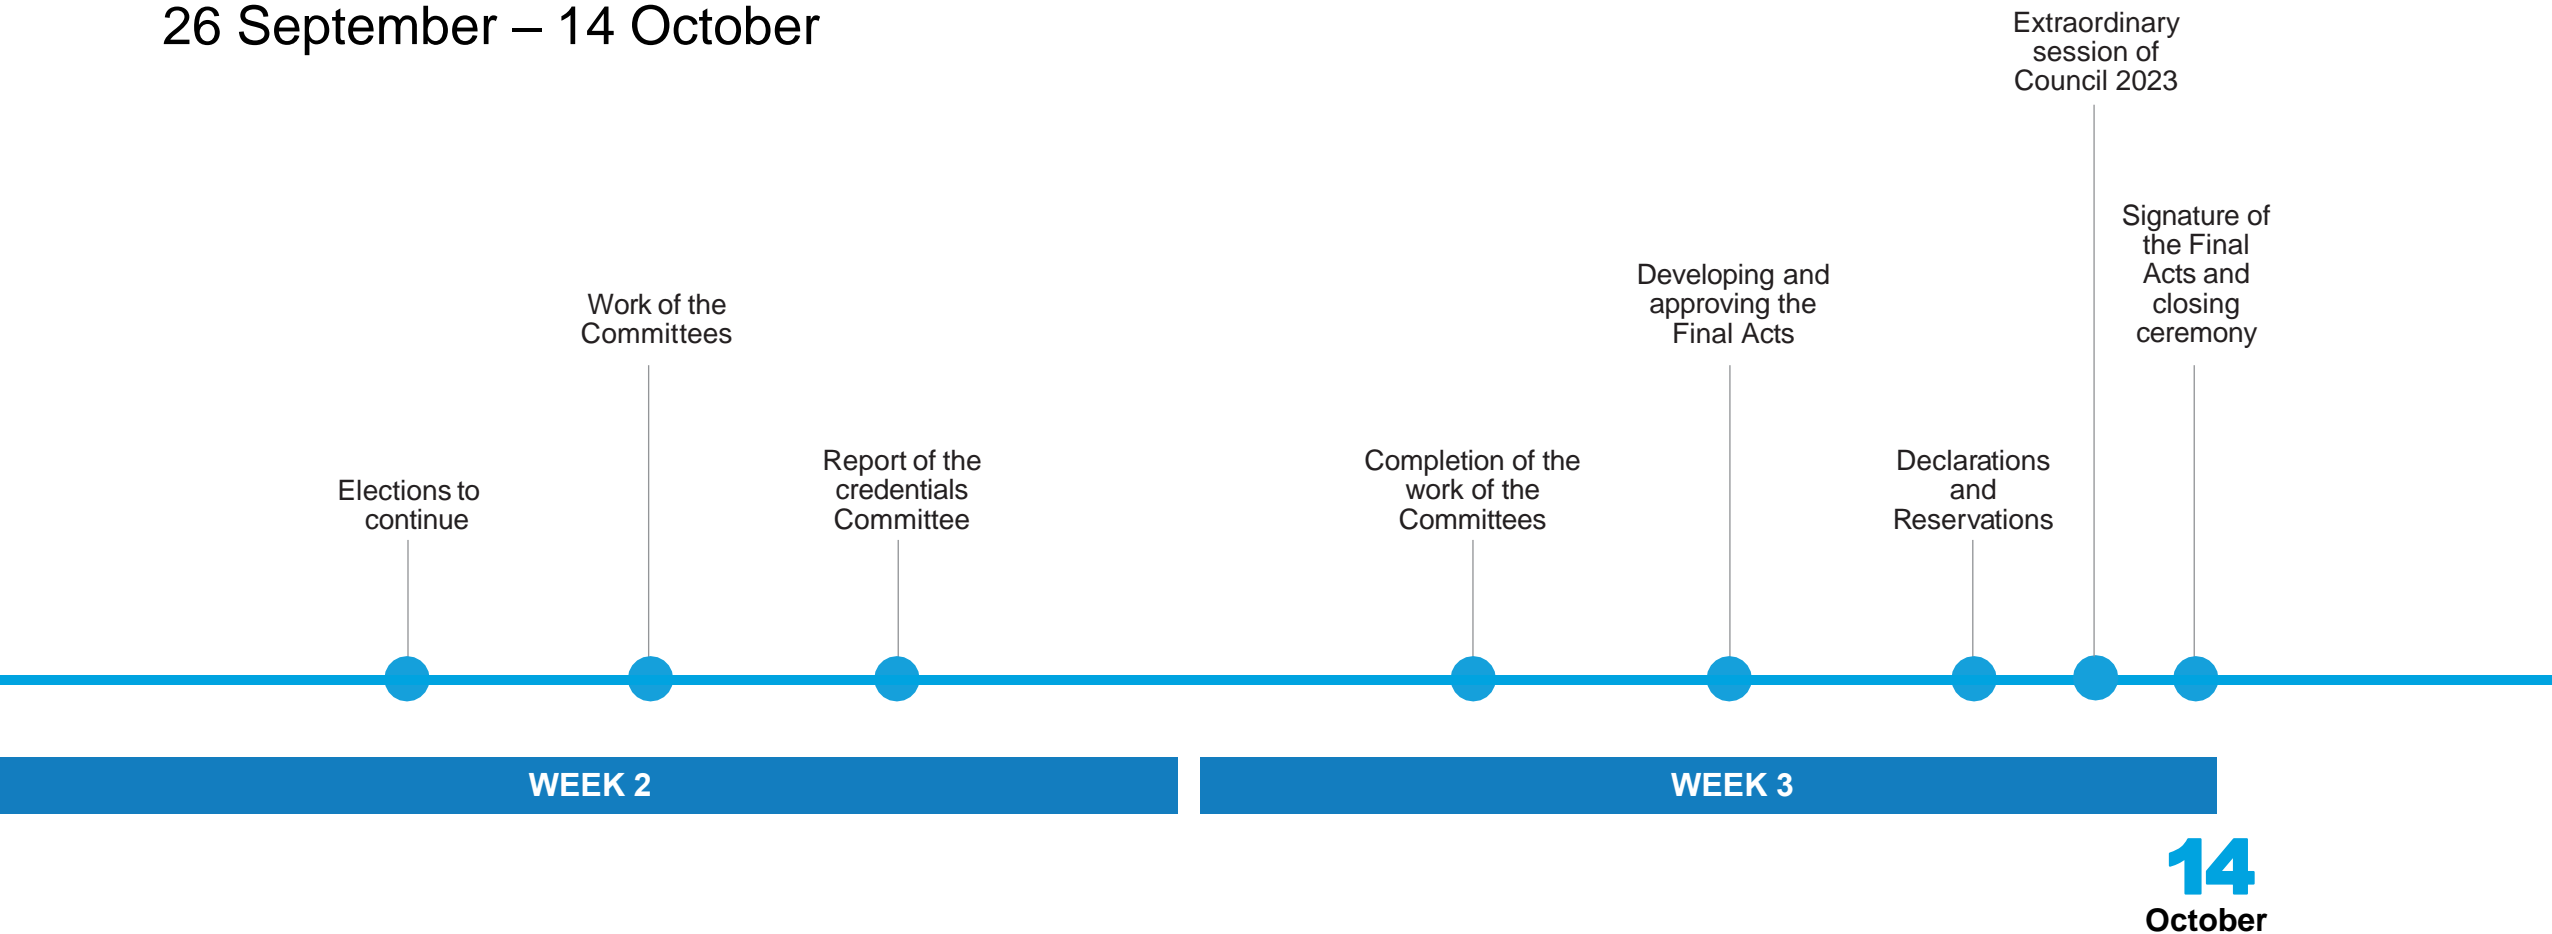 26 September – 14 October
Extraordinary
session of
Council 2023
Signature of
the Final
Acts and
closing
ceremony
Developing and
approving the
Final Acts
Work of the
Committees
Elections to
continue
Report of the
credentials
Committee
Completion of the
work of the
Committees
Declarations
and
Reservations
WEEK 2
WEEK 3
14
October